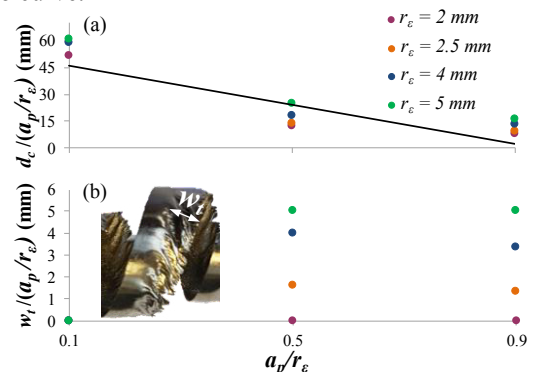 (a)
r_ε = 2 mm
r_ε = 2.5 mm
r_ε = 4 mm
r_ε = 5 mm
d_c/(a_p/r_ε) (mm)
60
45
30
15
0
(b)
w_t
w_t/(a_p/r_ε) (mm)
6
5
4
3
2
1
0
0.1
0.5
0.9
a_p/r_ε